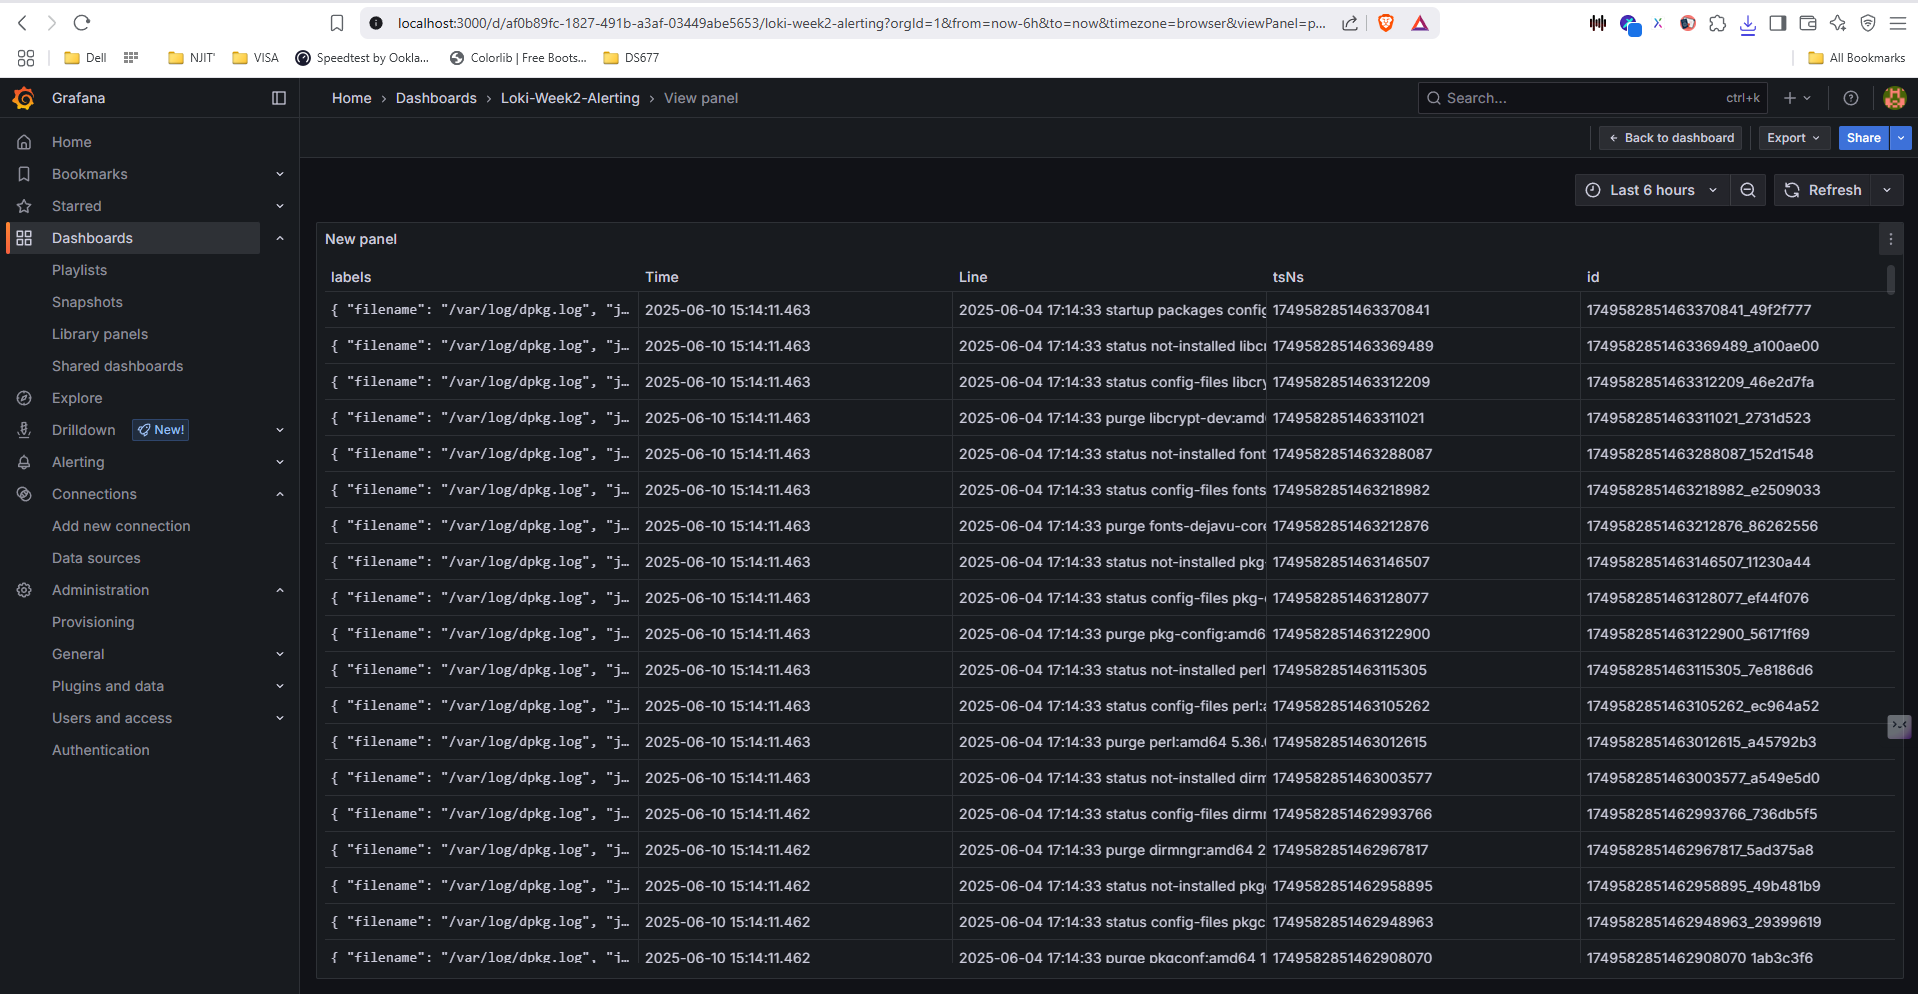 localhost:3000/d/af0b89fc-1827-491b-a3af-03449abe5653/loki-week2-alerting?orgId=1&from=now-6h&to=now&timezone=browser&viewPanel=p...
Dell NJIT' VISA Speedtest by Ookla... Colorlib | Free Boots... DS677 All Bookmarks
Grafana
Home › Dashboards › Loki-Week2-Alerting › View panel
Search... ctrl+k
Back to dashboard Export Share
Last 6 hours Refresh
Home
Bookmarks
Starred
Dashboards
Playlists
Snapshots
Library panels
Shared dashboards
Explore
Drilldown New!
Alerting
Connections
Add new connection
Data sources
Administration
Provisioning
General
Plugins and data
Users and access
Authentication
New panel
labels Time Line tsNs id
{ "filename": "/var/log/dpkg.log", "j... 2025-06-10 15:14:11.463 2025-06-04 17:14:33 startup packages config 1749582851463370841 1749582851463370841_49f2f777
{ "filename": "/var/log/dpkg.log", "j... 2025-06-10 15:14:11.463 2025-06-04 17:14:33 status not-installed libcr 1749582851463369489 1749582851463369489_a100ae00
{ "filename": "/var/log/dpkg.log", "j... 2025-06-10 15:14:11.463 2025-06-04 17:14:33 status config-files libcry 1749582851463312209 1749582851463312209_46e2d7fa
{ "filename": "/var/log/dpkg.log", "j... 2025-06-10 15:14:11.463 2025-06-04 17:14:33 purge libcrypt-dev:amd 1749582851463311021 1749582851463311021_2731d523
{ "filename": "/var/log/dpkg.log", "j... 2025-06-10 15:14:11.463 2025-06-04 17:14:33 status not-installed font 1749582851463288087 1749582851463288087_152d1548
{ "filename": "/var/log/dpkg.log", "j... 2025-06-10 15:14:11.463 2025-06-04 17:14:33 status config-files fonts 1749582851463218982 1749582851463218982_e2509033
{ "filename": "/var/log/dpkg.log", "j... 2025-06-10 15:14:11.463 2025-06-04 17:14:33 purge fonts-dejavu-core 1749582851463212876 1749582851463212876_86262556
{ "filename": "/var/log/dpkg.log", "j... 2025-06-10 15:14:11.463 2025-06-04 17:14:33 status not-installed pkg- 1749582851463146507 1749582851463146507_11230a44
{ "filename": "/var/log/dpkg.log", "j... 2025-06-10 15:14:11.463 2025-06-04 17:14:33 status config-files pkg- 1749582851463128077 1749582851463128077_ef44f076
{ "filename": "/var/log/dpkg.log", "j... 2025-06-10 15:14:11.463 2025-06-04 17:14:33 purge pkg-config:amd6 1749582851463122900 1749582851463122900_56171f69
{ "filename": "/var/log/dpkg.log", "j... 2025-06-10 15:14:11.463 2025-06-04 17:14:33 status not-installed perl 1749582851463115305 1749582851463115305_7e8186d6
{ "filename": "/var/log/dpkg.log", "j... 2025-06-10 15:14:11.463 2025-06-04 17:14:33 status config-files perl:a 1749582851463105262 1749582851463105262_ec964a52
{ "filename": "/var/log/dpkg.log", "j... 2025-06-10 15:14:11.463 2025-06-04 17:14:33 purge perl:amd64 5.36.0 1749582851463012615 1749582851463012615_a45792b3
{ "filename": "/var/log/dpkg.log", "j... 2025-06-10 15:14:11.463 2025-06-04 17:14:33 status not-installed dirm 1749582851463003577 1749582851463003577_a549e5d0
{ "filename": "/var/log/dpkg.log", "j... 2025-06-10 15:14:11.462 2025-06-04 17:14:33 status config-files dirmn 1749582851462993766 1749582851462993766_736db5f5
{ "filename": "/var/log/dpkg.log", "j... 2025-06-10 15:14:11.462 2025-06-04 17:14:33 purge dirmngr:amd64 2 1749582851462967817 1749582851462967817_5ad375a8
{ "filename": "/var/log/dpkg.log", "j... 2025-06-10 15:14:11.462 2025-06-04 17:14:33 status not-installed pkg 1749582851462958895 1749582851462958895_49b481b9
{ "filename": "/var/log/dpkg.log", "j... 2025-06-10 15:14:11.462 2025-06-04 17:14:33 status config-files pkgc 1749582851462948963 1749582851462948963_29399619
{ "filename": "/var/log/dpkg.log", "j... 2025-06-10 15:14:11.462 2025-06-04 17:14:33 purge pkgconf:amd64 1 1749582851462908070 1749582851462908070_1ab3c3f6